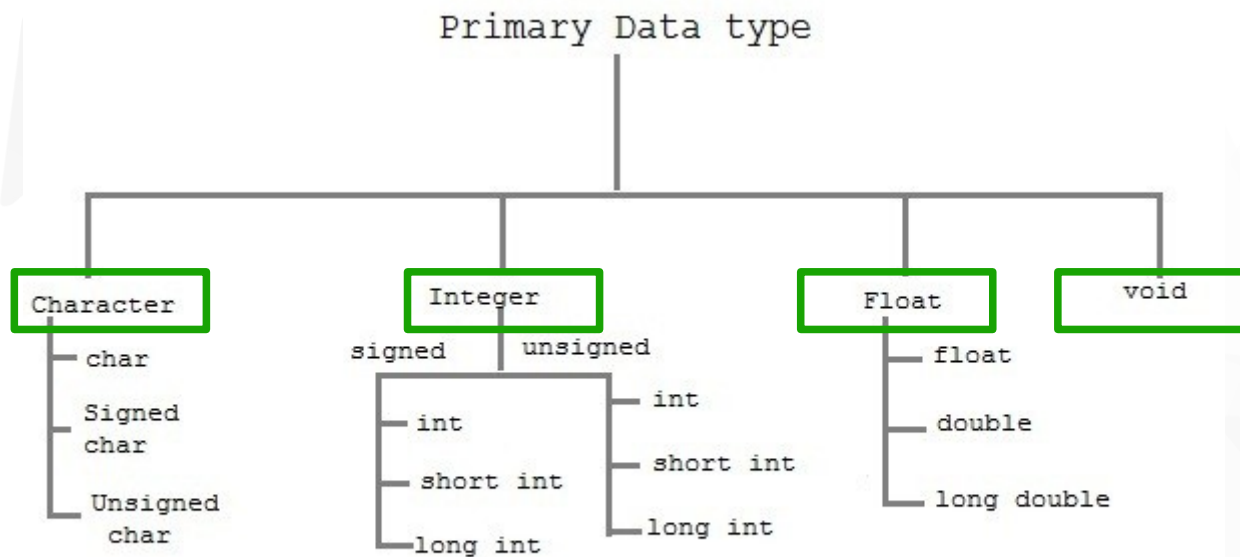 Primary Data type
Character
Integer
Float
void
char
Signed
char
Unsigned
char
signed
unsigned
int
short int
long int
int
short int
long int
float
double
long double